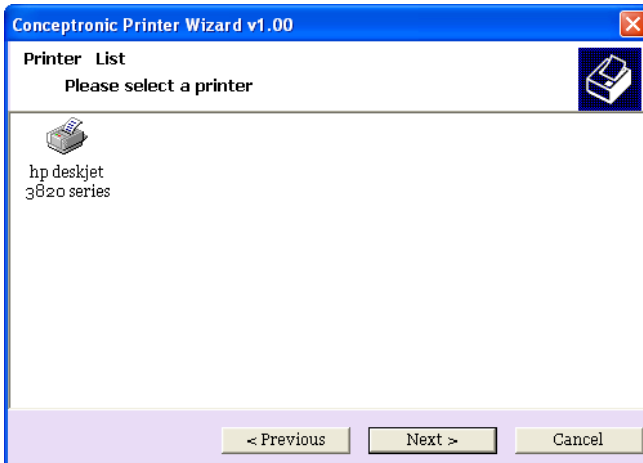 Conceptronic Printer Wizard v1.00
Printer List
Please select a printer
hp deskjet
3820 series
< Previous
Next >
Cancel